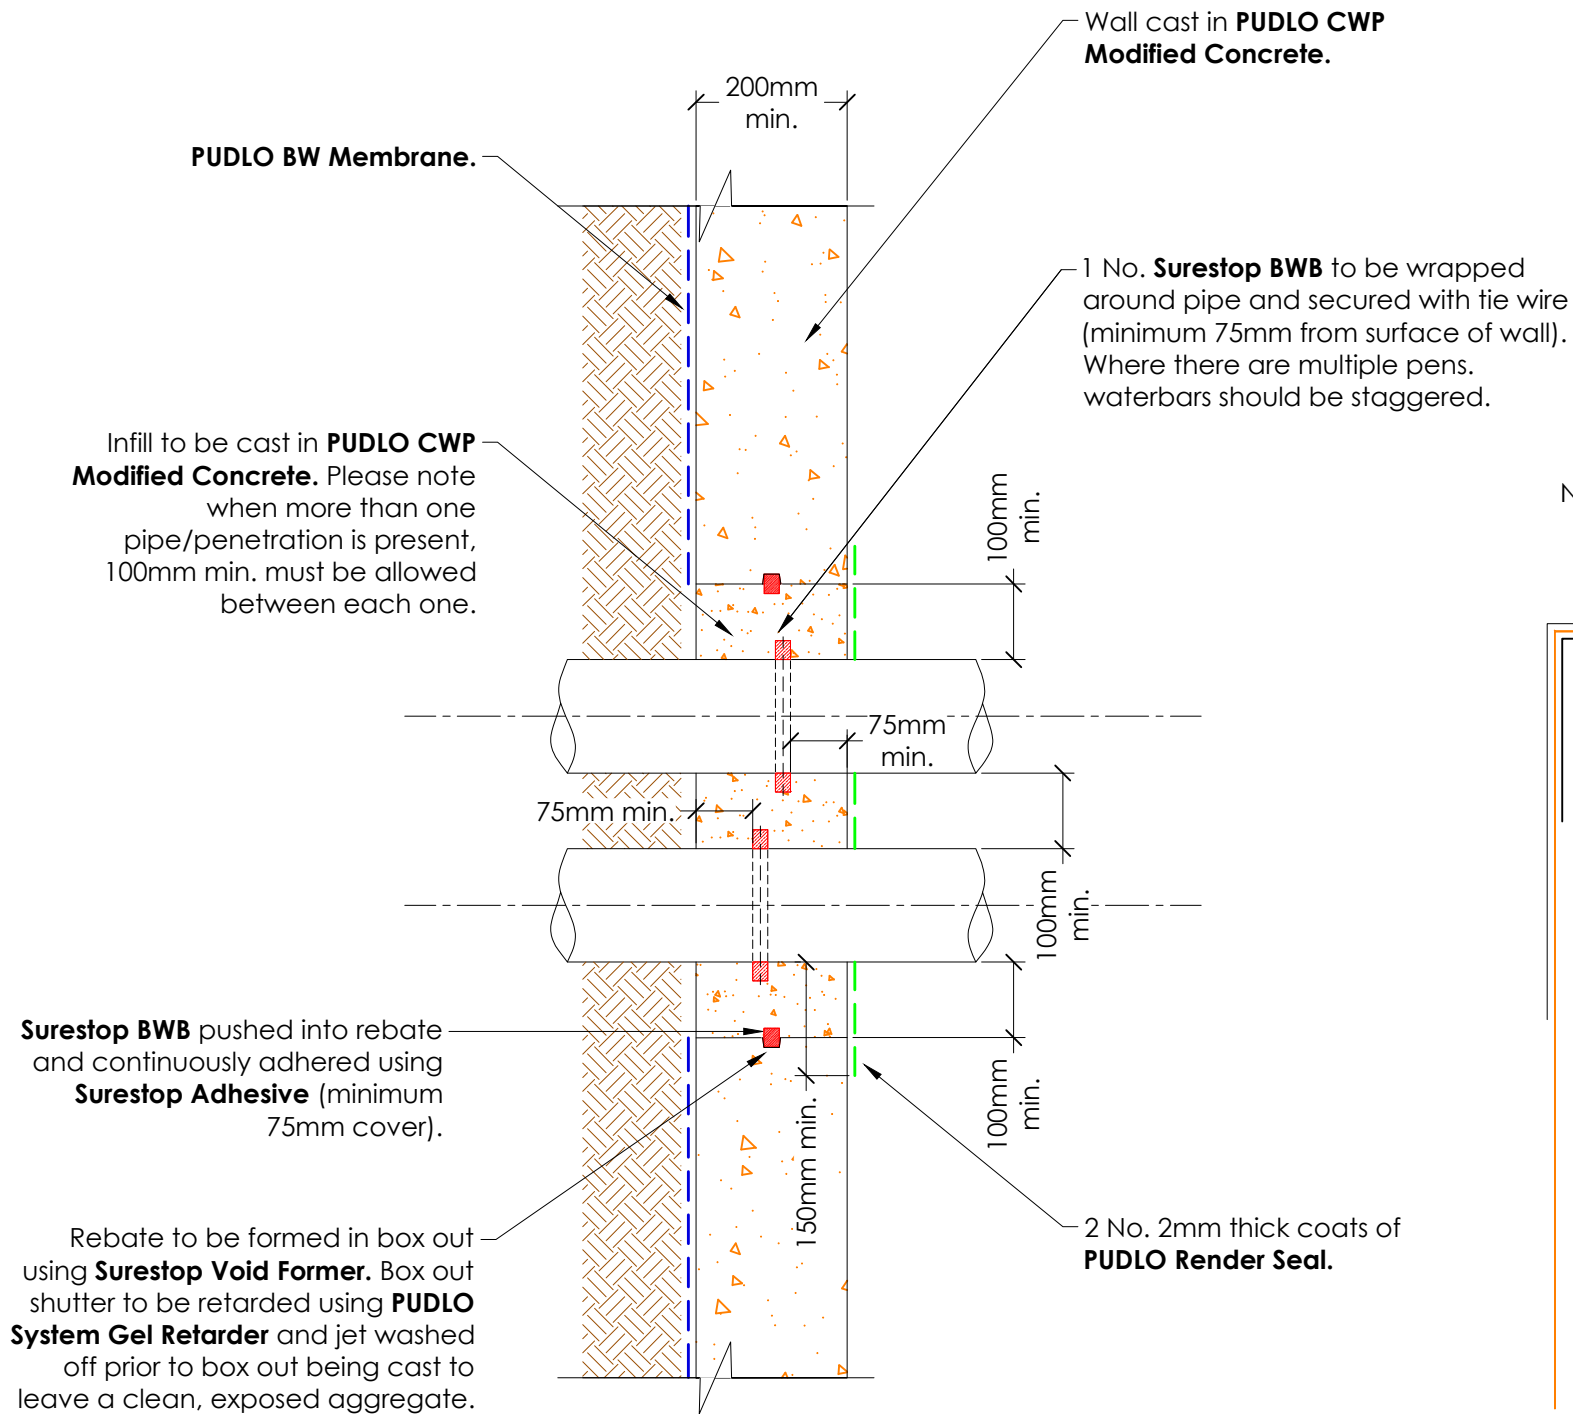 Wall cast in PUDLO CWP
Modified Concrete.
200mm
min.
PUDLO BW Membrane.
1 No. Surestop BWB to be wrapped
around pipe and secured with tie wire
(minimum 75mm from surface of wall).
Where there are multiple pens.
waterbars should be staggered.
Infill to be cast in PUDLO CWP
Modified Concrete. Please note
when more than one
pipe/penetration is present,
100mm min. must be allowed
between each one.
100mm
min.
N
75mm
min.
75mm min.
100mm
min.
Surestop BWB pushed into rebate
and continuously adhered using
Surestop Adhesive (minimum
75mm cover).
100mm
min.
150mm min.
Rebate to be formed in box out
using Surestop Void Former. Box out
shutter to be retarded using PUDLO
System Gel Retarder and jet washed
off prior to box out being cast to
leave a clean, exposed aggregate.
2 No. 2mm thick coats of
PUDLO Render Seal.